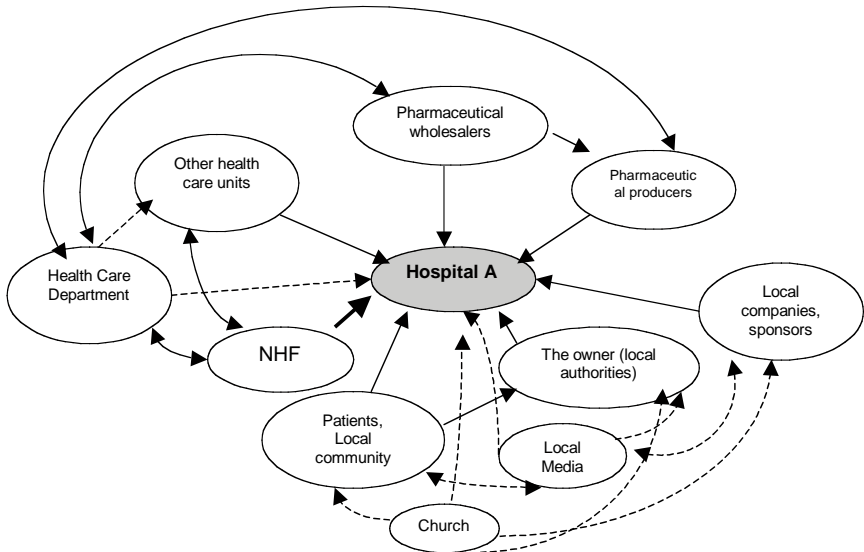 Pharmaceutical
wholesalers
Other health
care units
Pharmaceutic
al producers
Health Care
Department
Hospital A
Local
companies,
sponsors
NHF
The owner (local
authorities)
Patients,
Local
community
Local
Media
Church